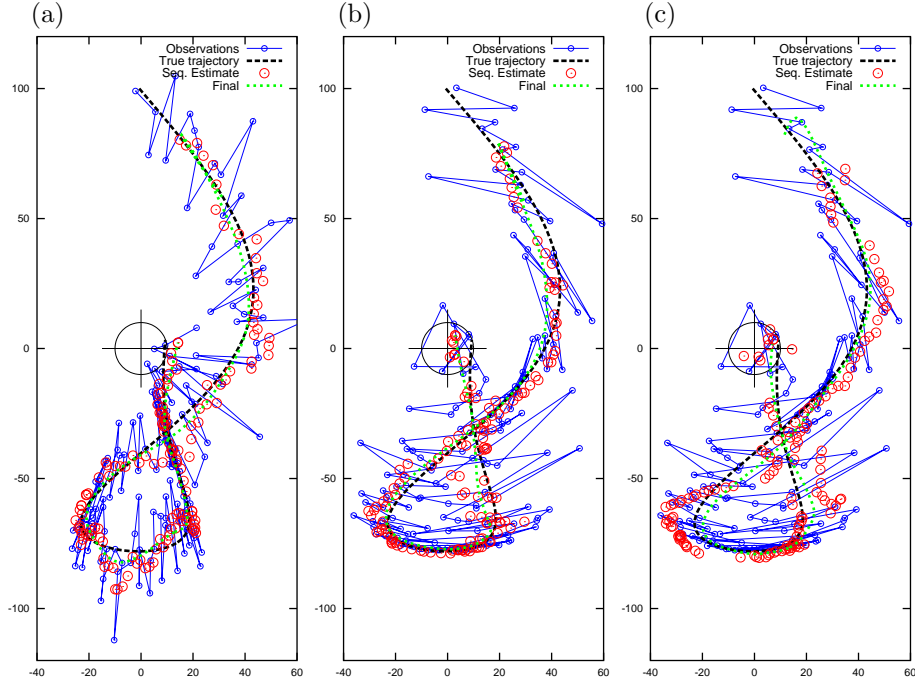 (a) (b) (c)
Observations
True trajectory
Seq. Estimate
Final
100
50
0
-50
-100
-40 -20 0 20 40 60
Observations
True trajectory
Seq. Estimate
Final
100
50
0
-50
-100
-40 -20 0 20 40 60
Observations
True trajectory
Seq. Estimate
Final
100
50
0
-50
-100
-40 -20 0 20 40 60